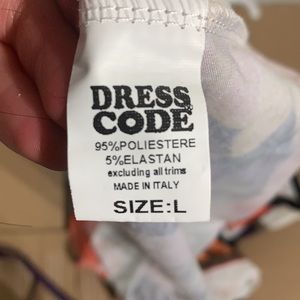 DRESS
CODE
95%POLIESTERE
5%ELASTAN
excluding all trims
MADE IN ITALY
SIZE:L